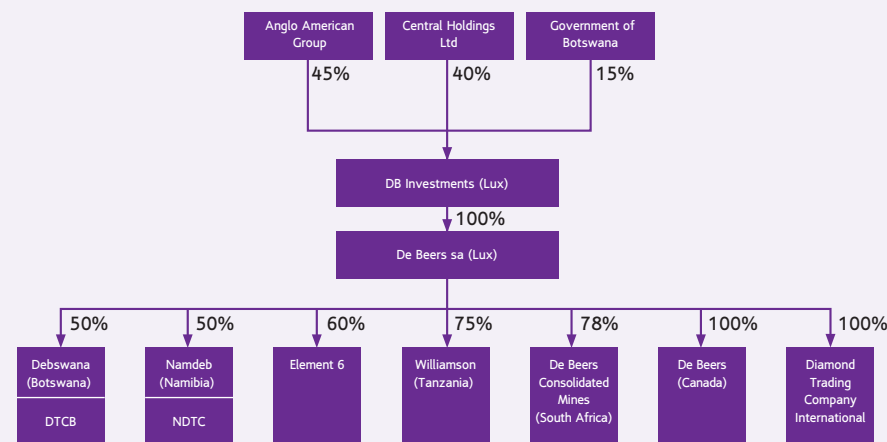 Anglo American
Group
Central Holdings
Ltd
Government of
Botswana
45%
40%
15%
DB Investments (Lux)
100%
De Beers sa (Lux)
50%
50%
60%
75%
78%
100%
100%
Debswana
(Botswana)
DTCB
Namdeb
(Namibia)
NDTC
Element 6
Williamson
(Tanzania)
De Beers
Consolidated
Mines
(South Africa)
De Beers
(Canada)
Diamond
Trading
Company
International